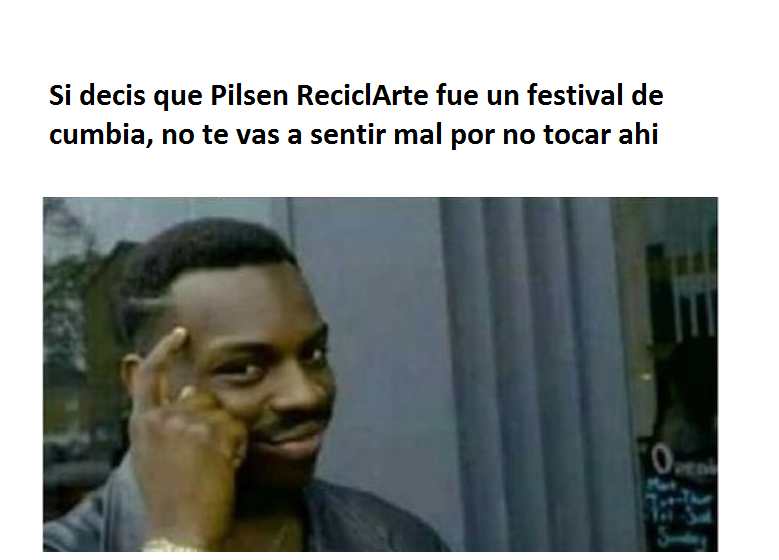 Si decis que Pilsen ReciclArte fue un festival de
cumbia, no te vas a sentir mal por no tocar ahi
Sunday